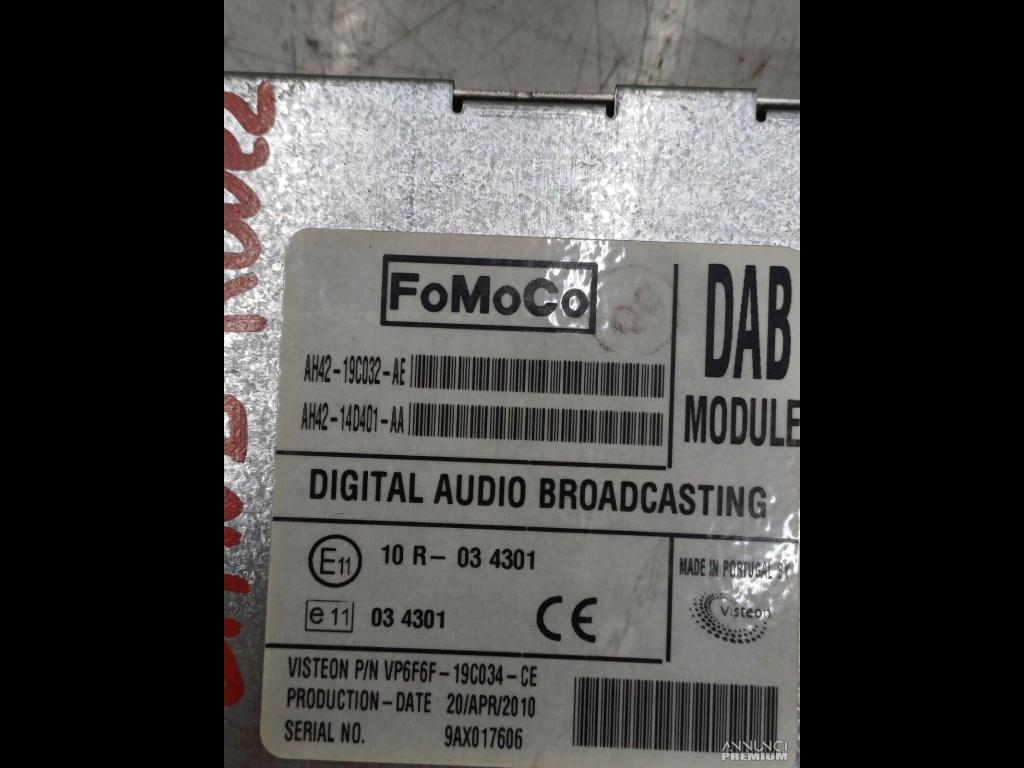 FoMoCo
DAB
MODULE
AH42-19C032-AE
AH42-14D401-AA
DIGITAL AUDIO BROADCASTING
E11 10 R- 03 4301
e 11 03 4301 CE
MADE IN PORTUGAL BY
Visteon
VISTEON P/N VP6F6F-19C034-CE
PRODUCTION-DATE 20/APR/2010
SERIAL NO. 9AX017606
ANNUNCI
PREMIUM